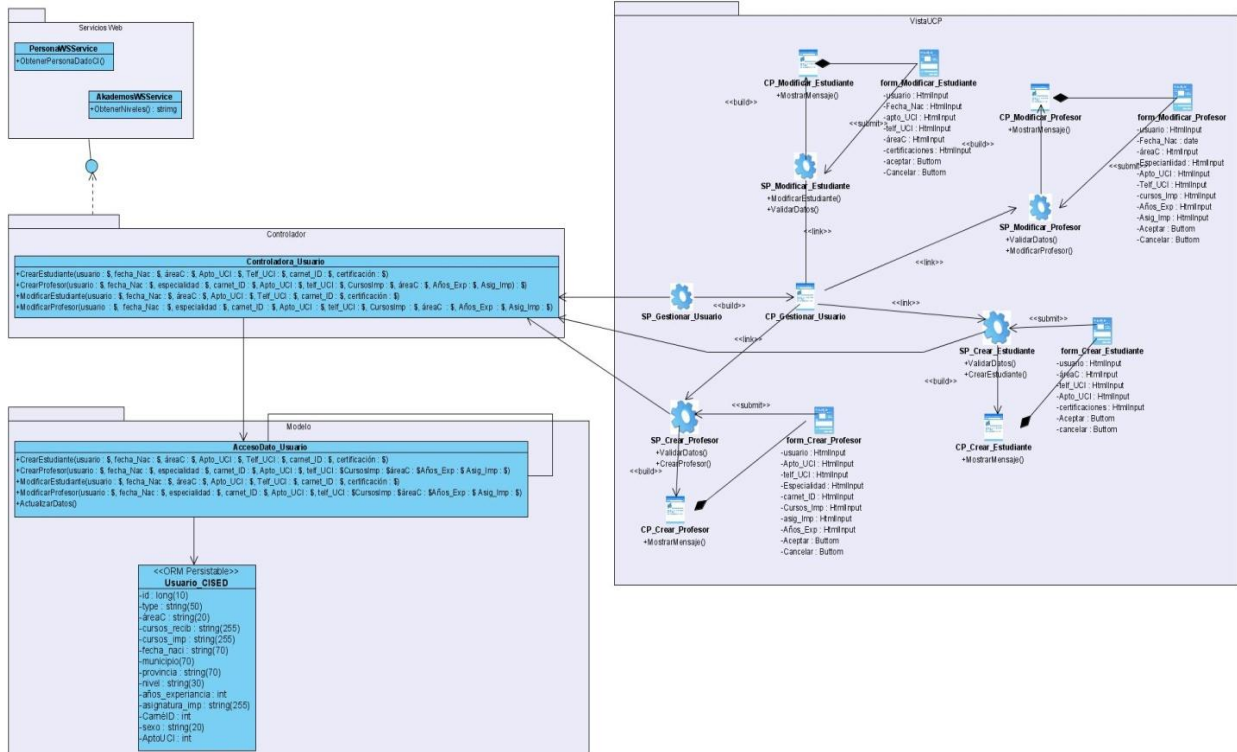 Servicios Web
PersonaWSService
+ObtenerPersonaDadoCI()
AkademosWSService
+ObtenerNiveles() : strimg
Controlador
Controladora_Usuario
+CrearEstudiante(usuario : $, fecha_Nac : $, áreaC : $, Apto_UCI : $, Telf_UCI : $, carnet_ID : $, certificación : $)
+CrearProfesor(usuario : $, fecha_Nac : $, especialidad : $, carnet_ID : $, Apto_UCI : $, telf_UCI : $, CursosImp : $, áreaC : $, Años_Exp : $, Asig_Imp) : $)
+ModificarEstudiante(usuario : $, fecha_Nac : $, áreaC : $, Apto_UCI : $, Telf_UCI : $, carnet_ID : $, certificación : $)
+ModificarProfesor(usuario : $, fecha_Nac : $, especialidad : $, carnet_ID : $, Apto_UCI : $, telf_UCI : $, CursosImp : $, áreaC : $, Años_Exp : $, Asig_Imp : $)
Modelo
AccesoDato_Usuario
+CrearEstudiante(usuario : $, fecha_Nac : $, áreaC : $, Apto_UCI : $, Telf_UCI : $, carnet_ID : $, certificación : $)
+CrearProfesor(usuario : $, fecha_Nac : $, especialidad : $, carnet_ID : $, Apto_UCI : $, telf_UCI : $CursosImp : $áreaC : $Años_Exp : $ Asig_Imp : $)
+ModificarEstudiante(usuario : $, fecha_Nac : $, áreaC : $, Apto_UCI : $, Telf_UCI : $, carnet_ID : $, certificación : $)
+ModificarProfesor(usuario : $, fecha_Nac : $, especialidad : $, carnet_ID : $, Apto_UCI : $, telf_UCI : $CursosImp : $áreaC : $Años_Exp : $ Asig_Imp : $)
+ActualizarDatos()
<<ORM Persistable>>
Usuario_CISED
-id : long(10)
-type : string(50)
-áreaC : string(20)
-cursos_recib : string(255)
-cursos_imp : string(255)
-fecha_naci : string(70)
-municipio(70)
-provincia : string(70)
-nivel : string(30)
-años_experiancia : int
-asignatura_imp : string(255)
-CarnéID : int
-sexo : string(20)
-AptoUCI : int
VistaUCP
CP_Modificar_Estudiante
+MostrarMensaje()
form_Modificar_Estudiante
-usuario : HtmlInput
-Fecha_Nac : HtmlInput
-apto_UCI : HtmlInput
-telf_UCI : HtmlInput
-áreaC : HtmlInput
-certificaciones : HtmlInput
-aceptar : Buttom
-Cancelar : Buttom
<<build>>
<<submit>>
SP_Modificar_Estudiante
+ModificarEstudiante()
+ValidarDatos()
<<link>>
CP_Modificar_Profesor
+MostrarMensaje()
form_Modificar_Profesor
-usuario : HtmlInput
-Fecha_Nac : date
-áreaC : HtmlInput
-Especianlidad : HtmlInput
-Apto_UCI : HtmlInput
-Telf_UCI : HtmlInput
-cursos_Imp : HtmlInput
-Años_Exp : HtmlInput
-Asig_Imp : HtmlInput
-Aceptar : Buttom
-Cancelar : Buttom
<<build>>
<<submit>>
SP_Modificar_Profesor
+ValidarDatos()
+ModificarProfesor()
<<link>>
SP_Gestionar_Usuario
<<build>>
CP_Gestionar_Usuario
<<link>>
<<link>>
SP_Crear_Estudiante
+ValidarDatos()
+CrearEstudiante()
<<submit>>
form_Crear_Estudiante
-usuario : HtmlInput
-áreaC : HtmlInput
-telf_UCI : HtmlInput
-Apto_UCI : HtmlInput
-certificaciones : HtmlInput
-Aceptar : Buttom
-cancelar : Buttom
<<build>>
CP_Crear_Estudiante
+MostrarMensaje()
SP_Crear_Profesor
+ValidarDatos()
+CrearProfesor()
<<submit>>
form_Crear_Profesor
-usuario : HtmlInput
-Apto_UCI : HtmlInput
-telf_UCI : HtmlInput
-Especialidad : HtmlInput
-carnet_ID : HtmlInput
-Cursos_Imp : HtmlInput
-asig_Imp : HtmlInput
-Años_Exp : HtmlInput
-Aceptar : Buttom
-Cancelar : Buttom
<<build>>
CP_Crear_Profesor
+MostrarMensaje()